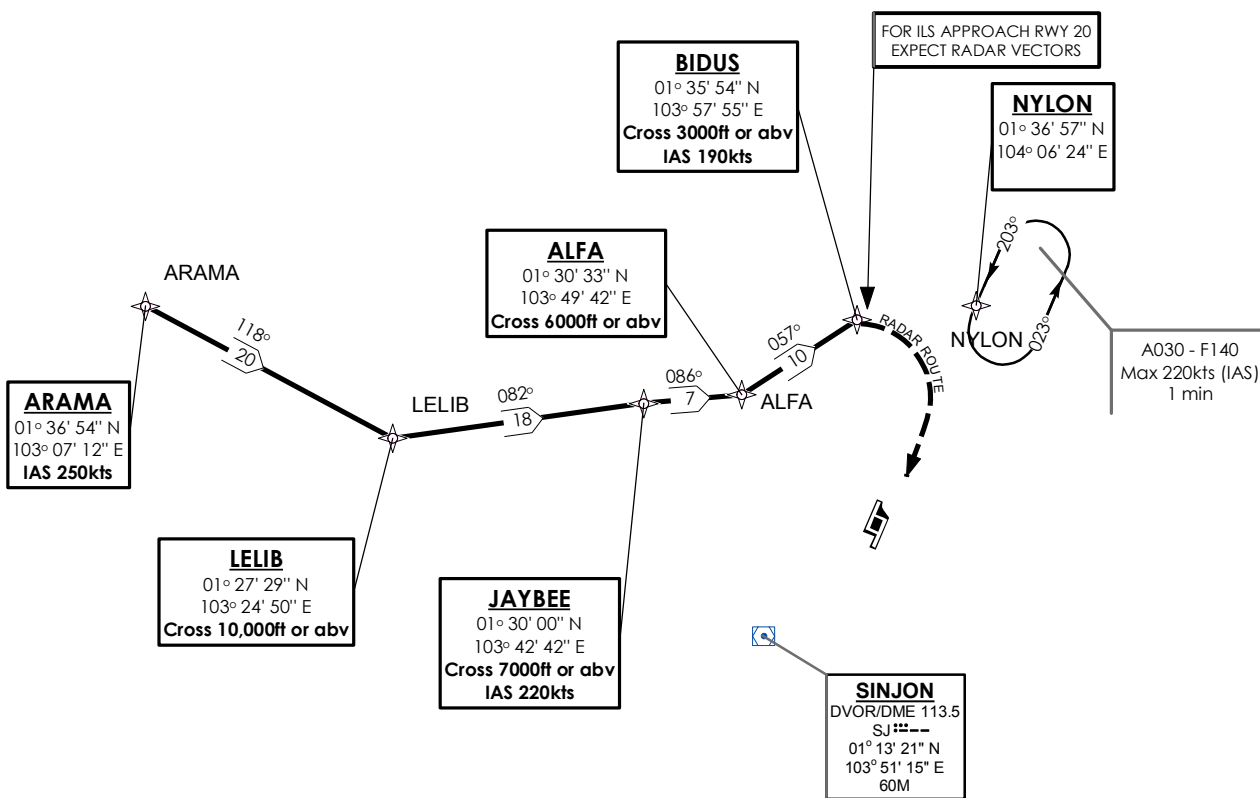 FOR ILS APPROACH RWY 20
EXPECT RADAR VECTORS
BIDUS
01° 35' 54" N
103° 57' 55" E
Cross 3000ft or abv
IAS 190kts
NYLON
01° 36' 57" N
104° 06' 24" E
ALFA
01° 30' 33" N
103° 49' 42" E
Cross 6000ft or abv
203°
023°
NYLON
A030 - F140
Max 220kts (IAS)
1 min
ARAMA
118°
20
ARAMA
01° 36' 54" N
103° 07' 12" E
IAS 250kts
LELIB
082°
18
086°
7
ALFA
057°
10
RADAR ROUTE
LELIB
01° 27' 29" N
103° 24' 50" E
Cross 10,000ft or abv
JAYBEE
01° 30' 00" N
103° 42' 42" E
Cross 7000ft or abv
IAS 220kts
SINJON
DVOR/DME 113.5
SJ
01° 13' 21" N
103° 51' 15" E
60M